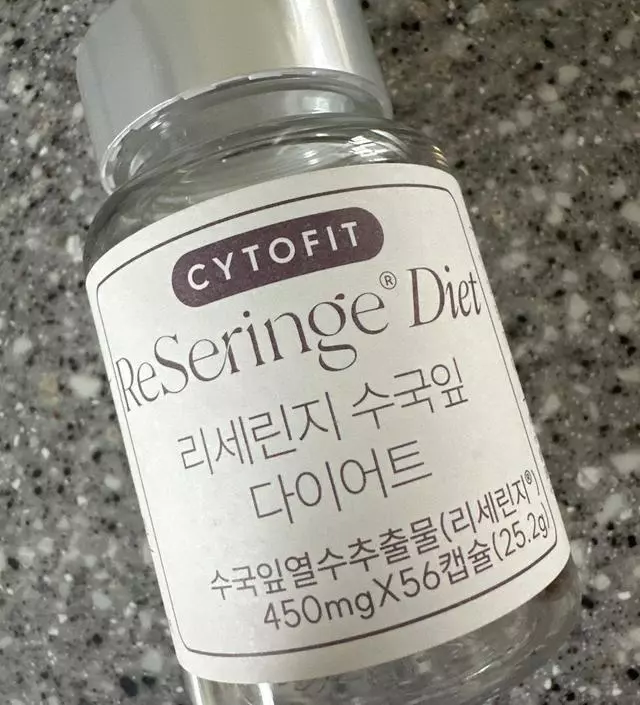 CYTOFIT
ReSeringe® Diet
리세린지 수국잎
다이어트
수국잎열수추출물(리세린지®)
450mgX56캡슐(25.2g)